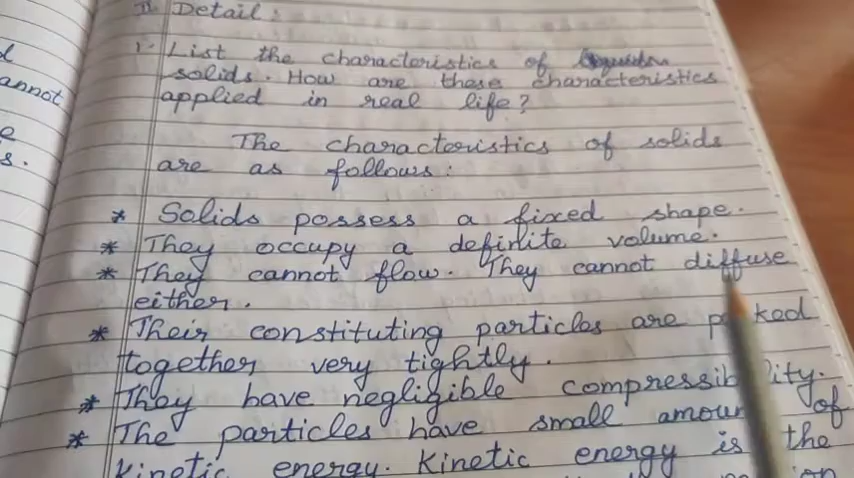 II Detail:
1. List the characteristics of
solids. How are these characteristics
applied in real life?
The characteristics of solids
are as follows:
* Solids possess a fixed shape.
* They occupy a definite volume.
* They cannot flow. They cannot diffuse
either.
* Their constituting particles are packed
together very tightly.
* They have negligible compressibility.
* The particles have small amount of
kinetic energy. Kinetic energy is the
annot
e
s.